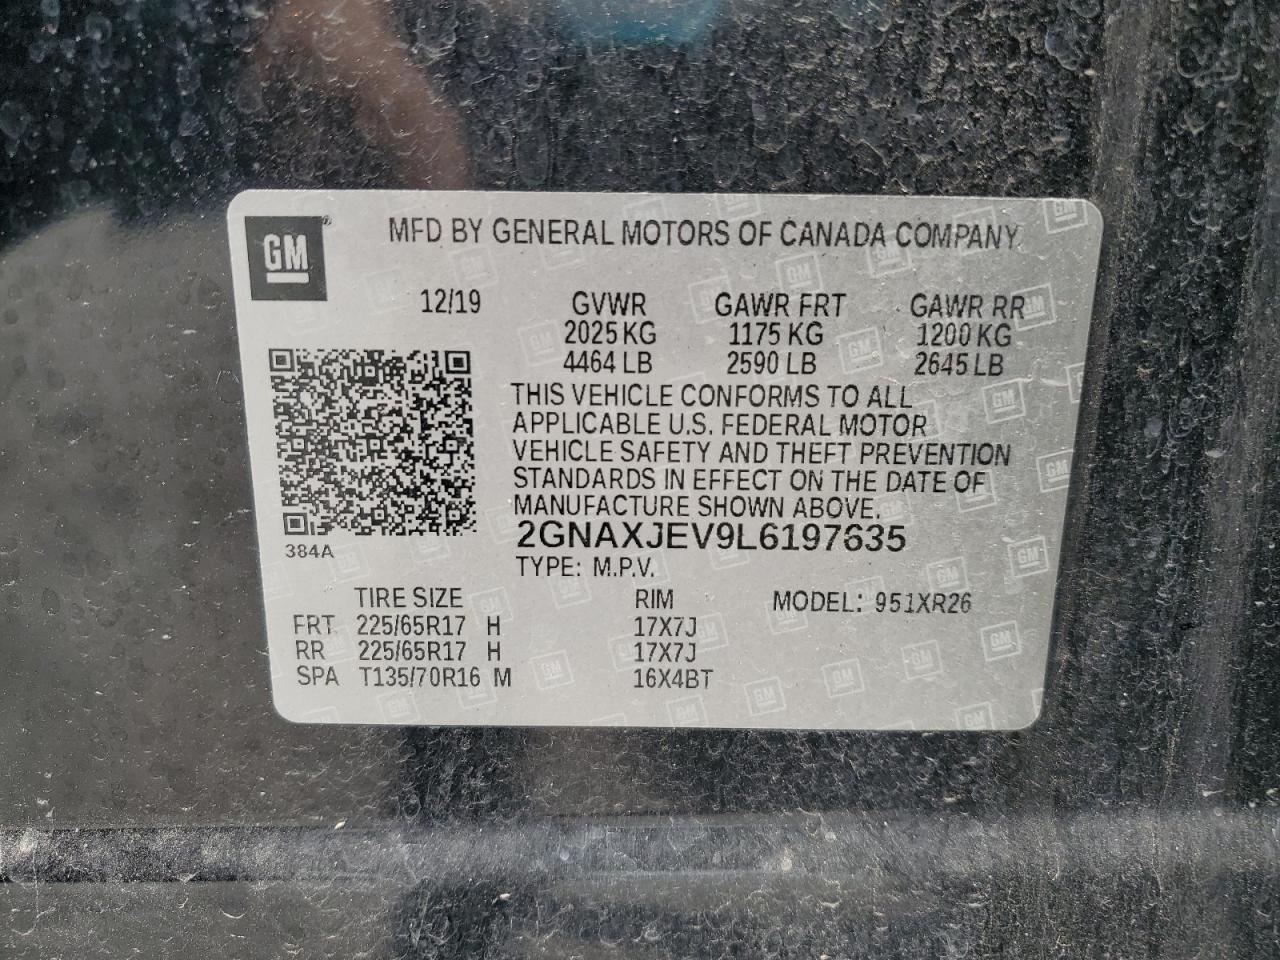 GM
MFD BY GENERAL MOTORS OF CANADA COMPANY
12/19 GVWR GAWR FRT GAWR RR
2025 KG 1175 KG 1200 KG
4464 LB 2590 LB 2645 LB
THIS VEHICLE CONFORMS TO ALL
APPLICABLE U.S. FEDERAL MOTOR
VEHICLE SAFETY AND THEFT PREVENTION
STANDARDS IN EFFECT ON THE DATE OF
MANUFACTURE SHOWN ABOVE.
2GNAXJEV9L6197635
384A
TYPE: M.P.V.
TIRE SIZE RIM MODEL: 951XR26
FRT 225/65R17 H 17X7J
RR 225/65R17 H 17X7J
SPA T135/70R16 M 16X4BT